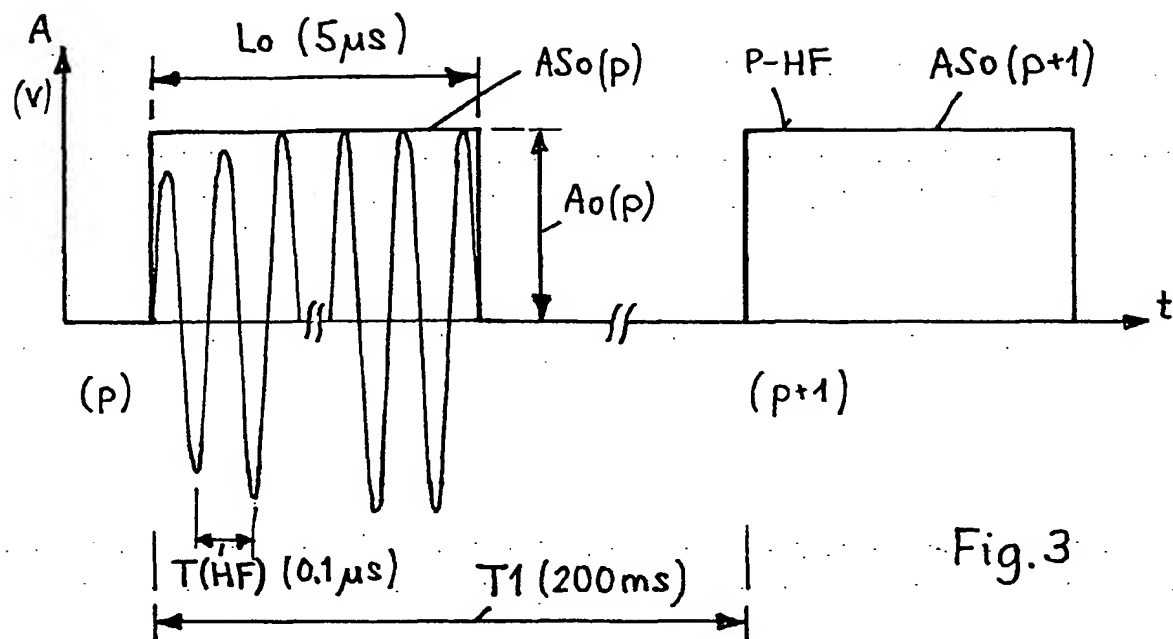 A
(v)
Lo (5μs)
ASo(p)
P-HF
ASo(p+1)
Ao(p)
t
(p)
(p+1)
T(HF) (0.1μs)
T1 (200ms)
Fig.3